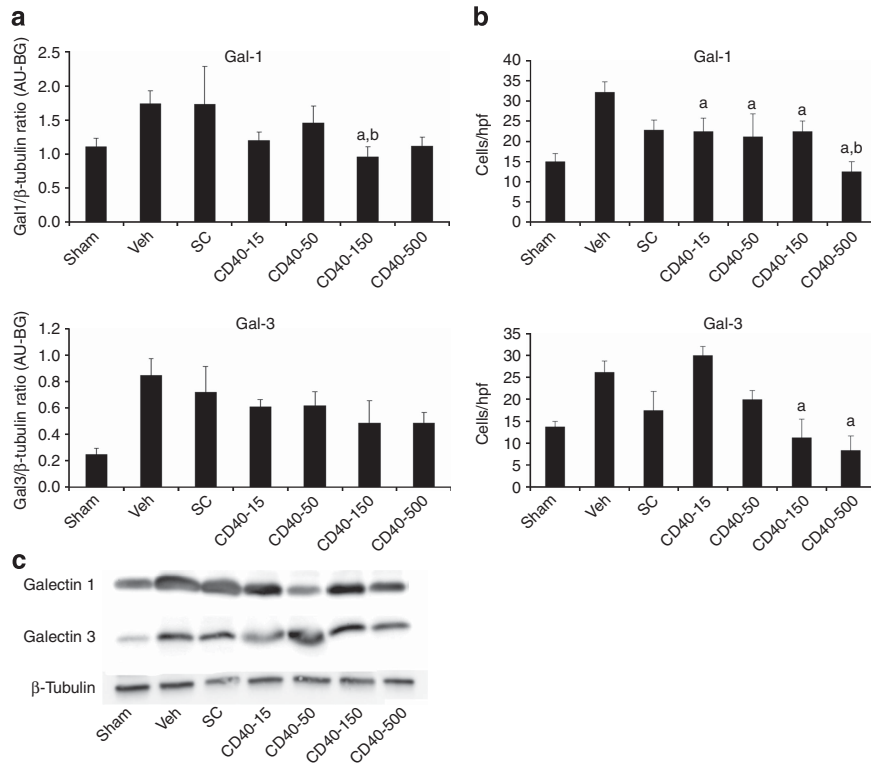 a
Gal-1
Gal1/β-tubulin ratio (AU-BG)
2.5
2.0
1.5
1.0
0.5
0.0
a,b
Sham
Veh
SC
CD40-15
CD40-50
CD40-150
CD40-500
b
Gal-1
Cells/hpf
40
35
30
25
20
15
10
5
0
a
a
a
a,b
Sham
Veh
SC
CD40-15
CD40-50
CD40-150
CD40-500
Gal-3
Gal3/β-tubulin ratio (AU-BG)
1.2
1.0
0.8
0.6
0.4
0.2
0.0
Sham
Veh
SC
CD40-15
CD40-50
CD40-150
CD40-500
Gal-3
Cells/hpf
35
30
25
20
15
10
5
0
a
a
Sham
Veh
SC
CD40-15
CD40-50
CD40-150
CD40-500
c
Galectin 1
Galectin 3
β-Tubulin
Sham
Veh
SC
CD40-15
CD40-50
CD40-150
CD40-500